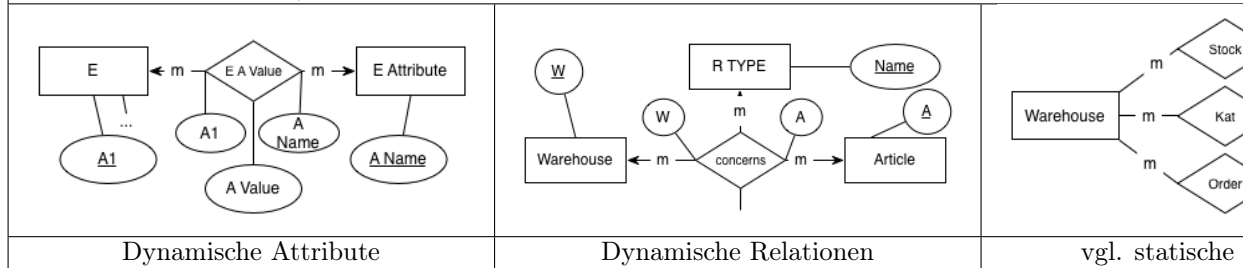 E
m
E A Value
m
E Attribute
...
A1
A1
A Name
A Name
A Value
W
R TYPE
Name
m
W
A
A
Warehouse
m
concerns
m
Article
Warehouse
m
Stock
m
Kat
m
Order
Dynamische Attribute
Dynamische Relationen
vgl. statische